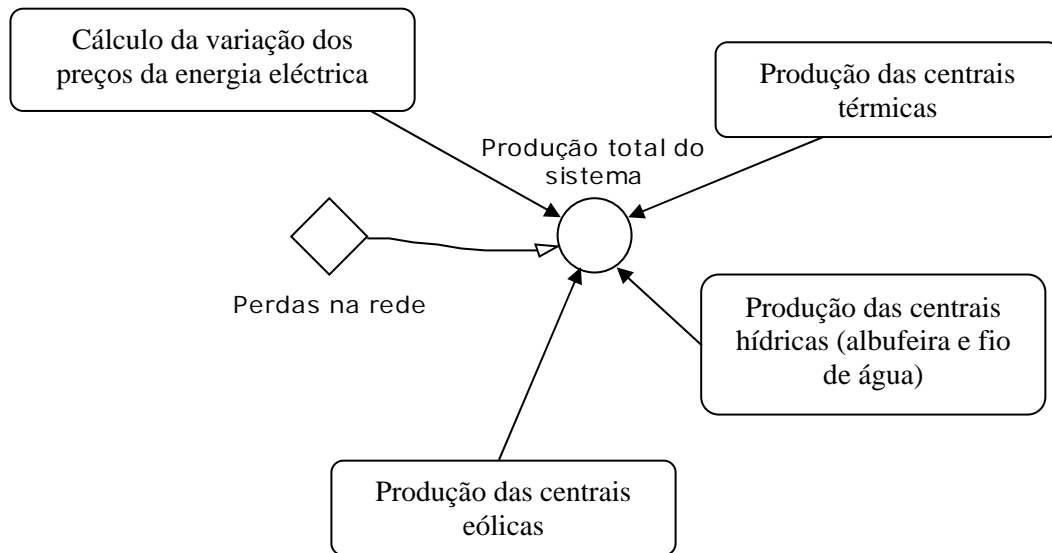 Cálculo da variação dos
preços da energia eléctrica
Produção das centrais
térmicas
Produção total do
sistema
Perdas na rede
Produção das centrais
hídricas (albufeira e fio
de água)
Produção das centrais
eólicas